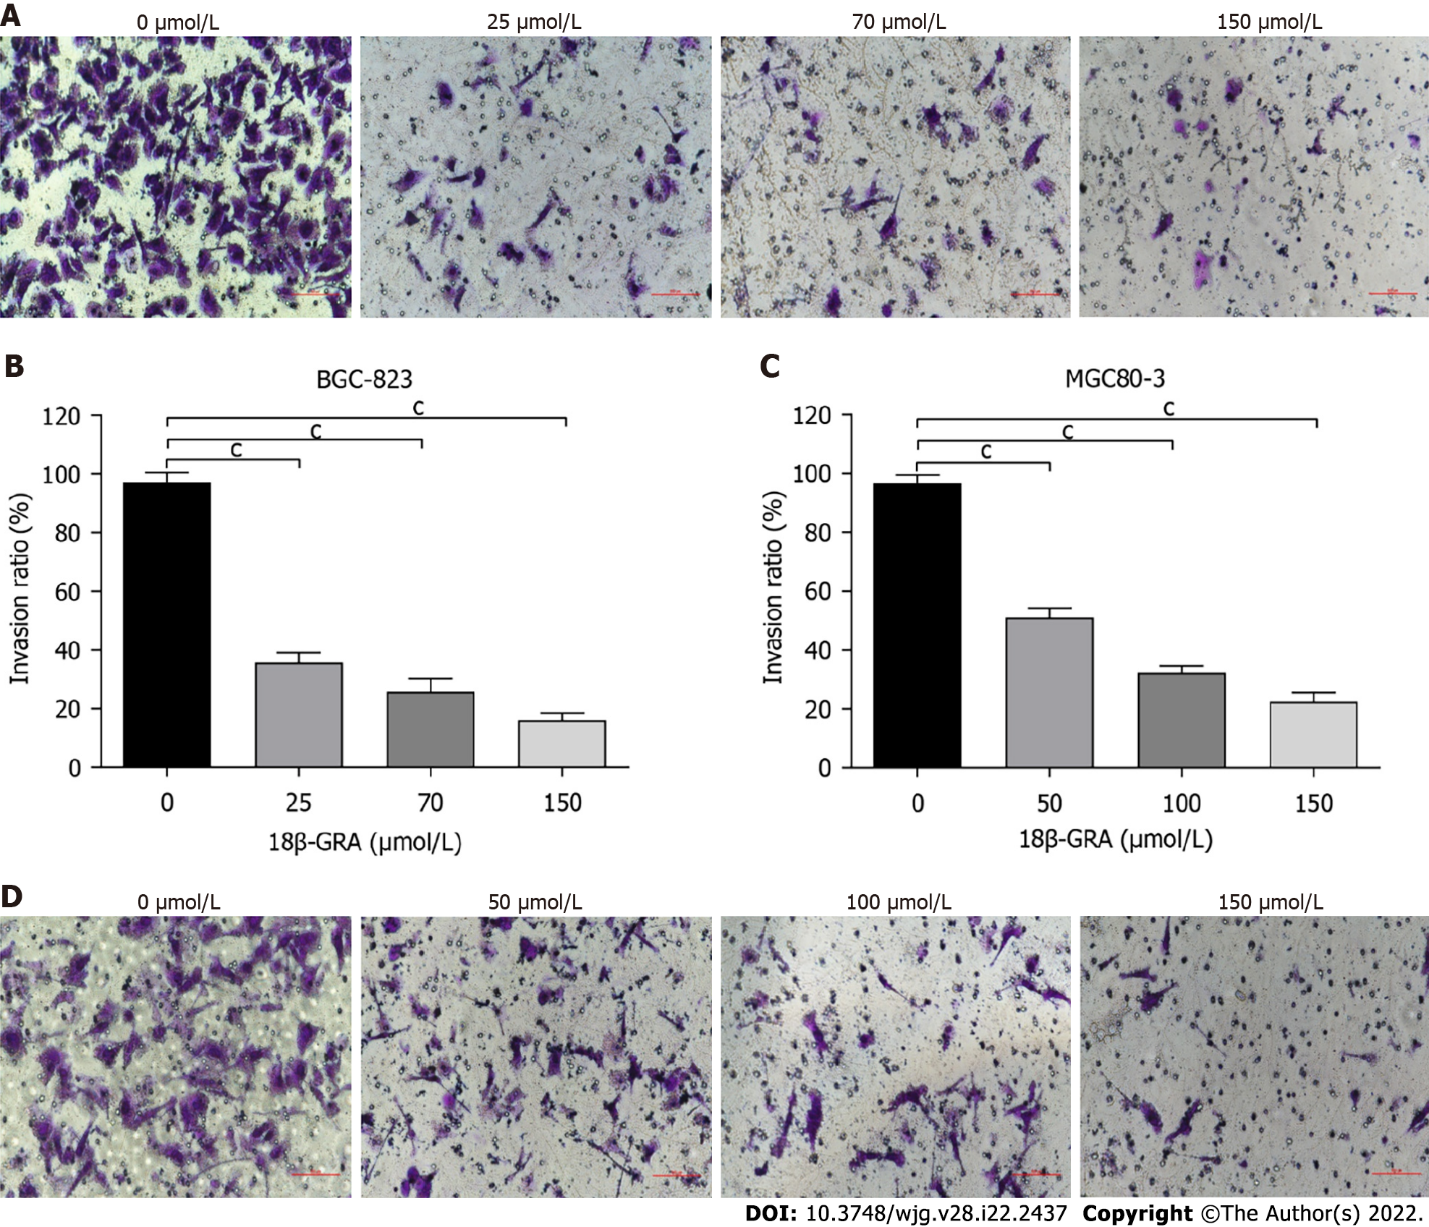 A
0 µmol/L
25 µmol/L
70 µmol/L
150 µmol/L
B
BGC-823
120
100
80
60
40
20
0
Invasion ratio (%)
c
c
c
0
25
70
150
18β-GRA (µmol/L)
C
MGC80-3
120
100
80
60
40
20
0
Invasion ratio (%)
c
c
c
0
50
100
150
18β-GRA (µmol/L)
D
0 µmol/L
50 µmol/L
100 µmol/L
150 µmol/L
DOI: 10.3748/wjg.v28.i22.2437 Copyright ©The Author(s) 2022.